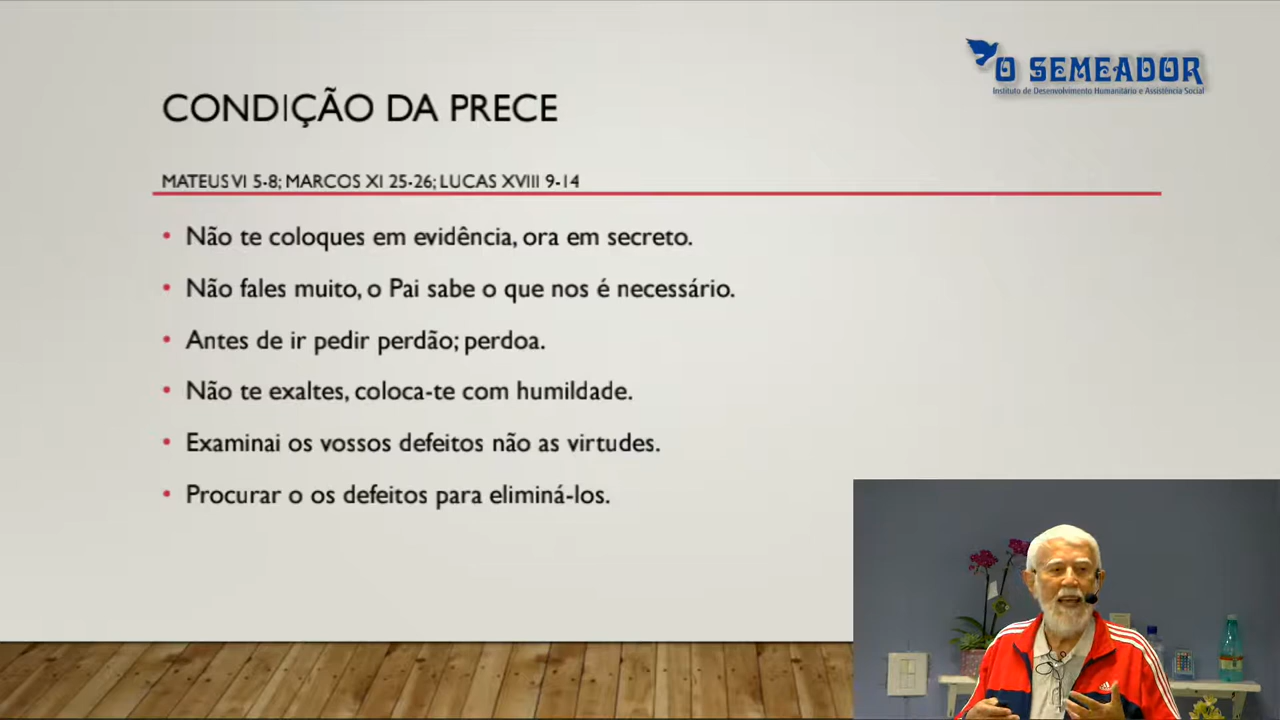 O SEMEADOR
Instituto de Desenvolvimento Humanitário e Assistência Social
CONDIÇÃO DA PRECE
MATEUS VI 5-8; MARCOS XI 25-26; LUCAS XVIII 9-14
• Não te coloques em evidência, ora em secreto.
• Não fales muito, o Pai sabe o que nos é necessário.
• Antes de ir pedir perdão; perdoa.
• Não te exaltes, coloca-te com humildade.
• Examinai os vossos defeitos não as virtudes.
• Procurar o os defeitos para eliminá-los.